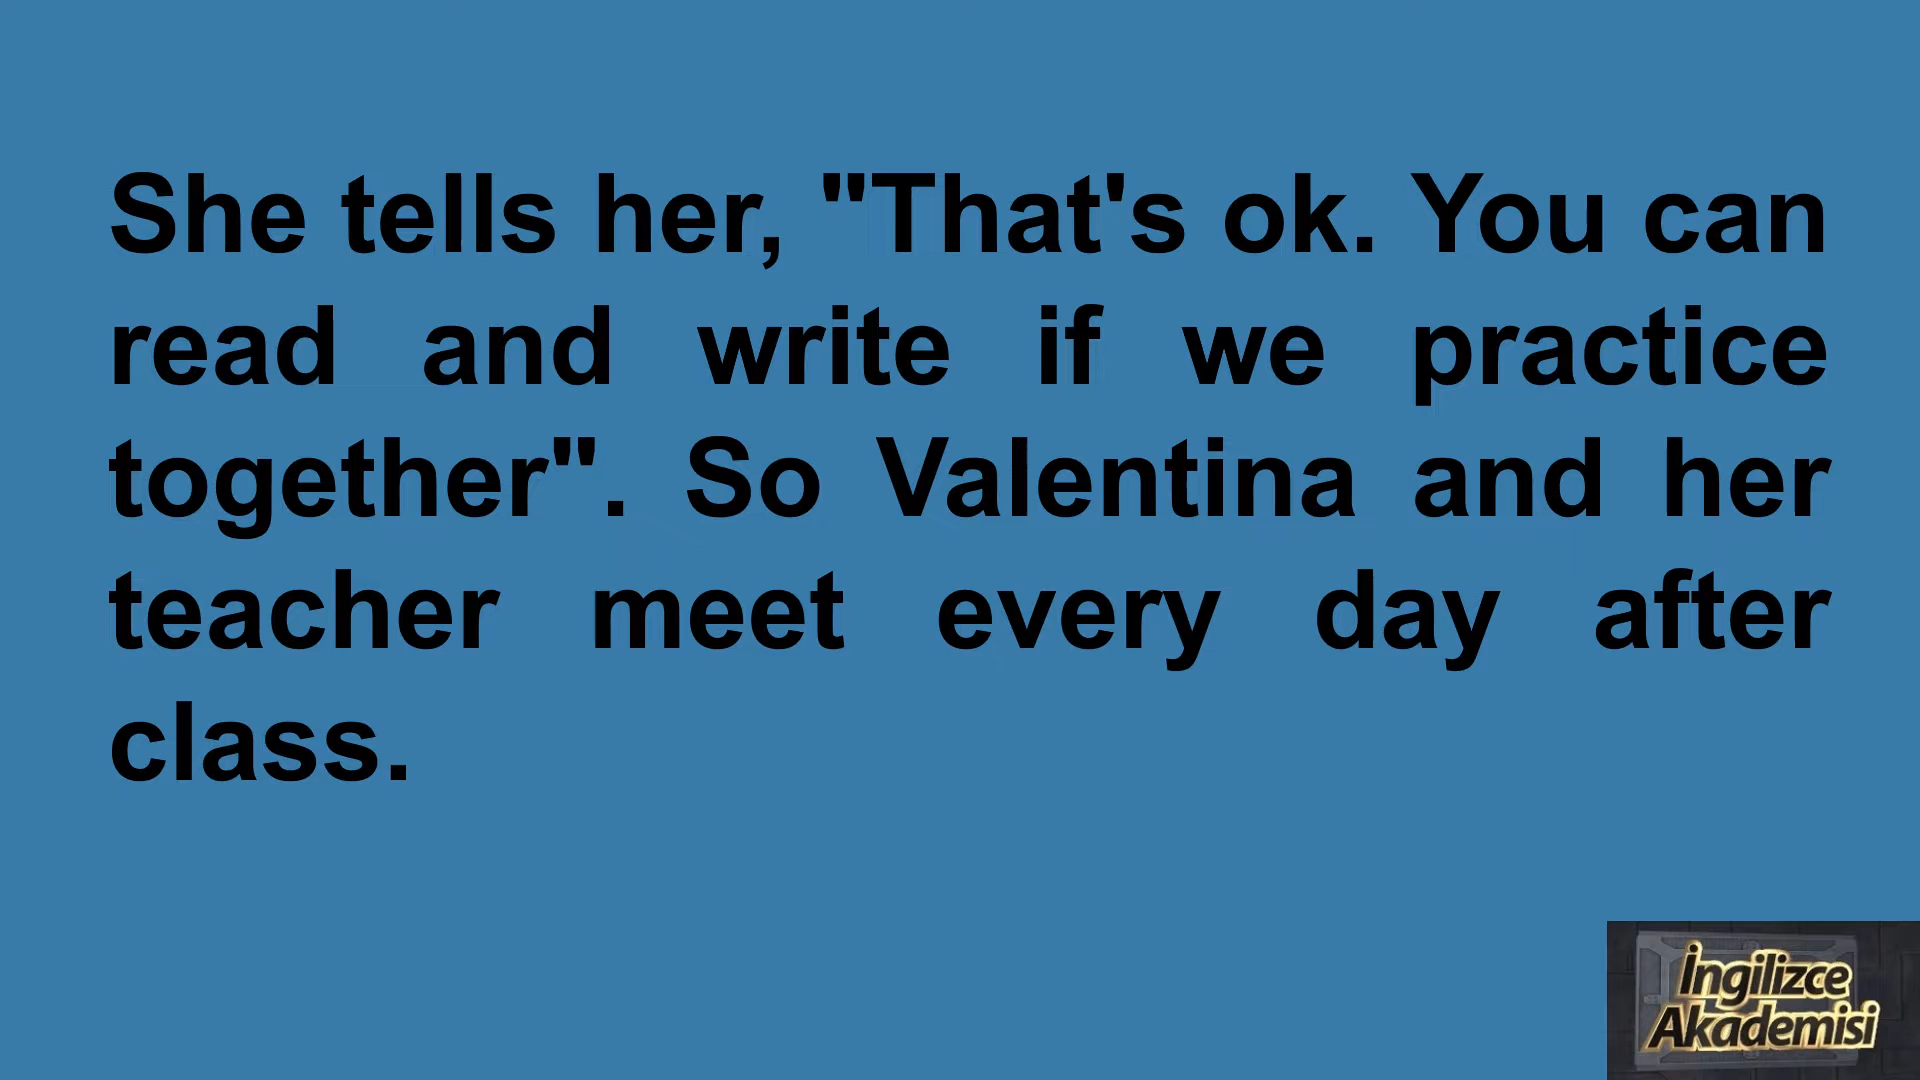 She tells her, "That's ok. You can
read and write if we practice
together". So Valentina and her
teacher meet every day after
class.
İngilizce
Akademisi